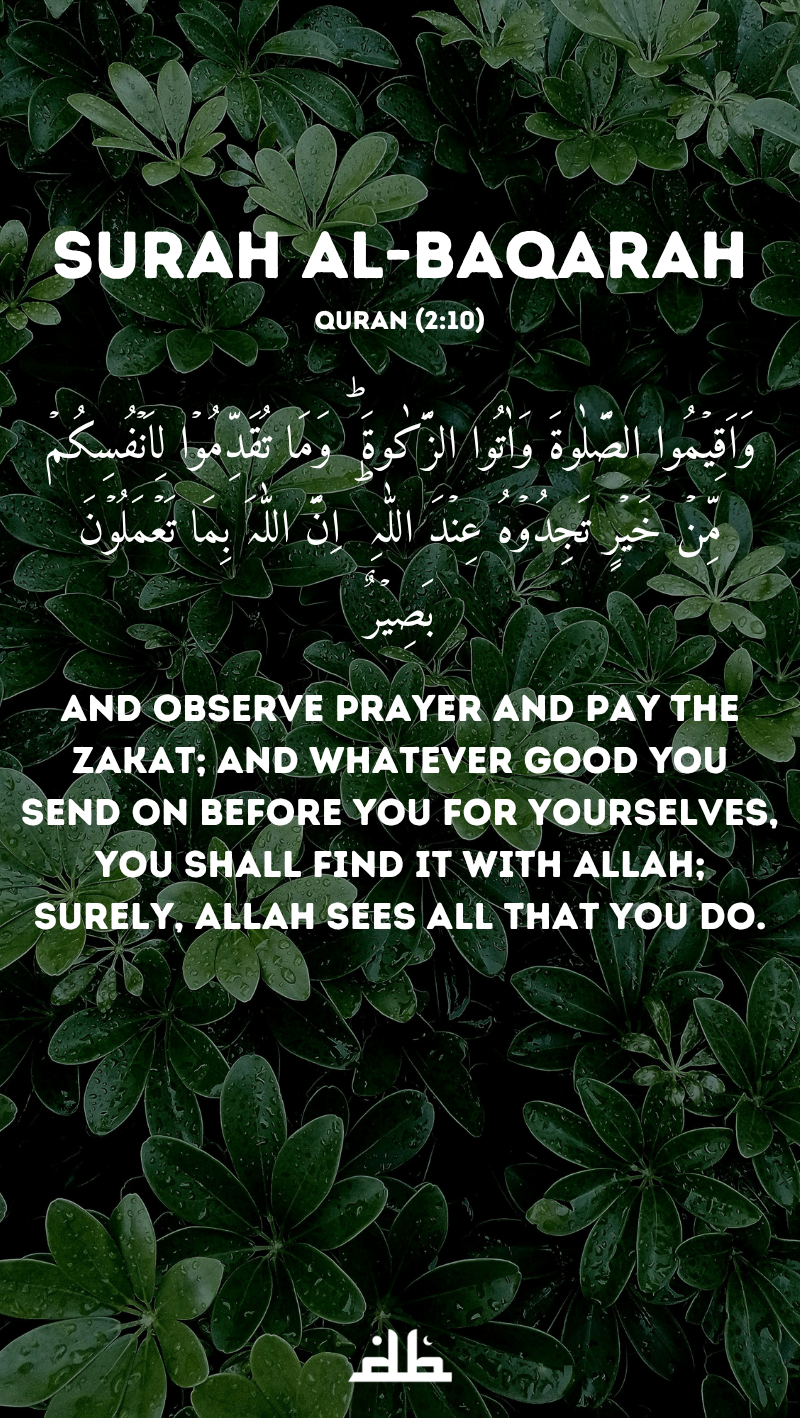 SURAH AL-BAQARAH
QURAN (2:10)
وَاَقِيۡمُوا الصَّلٰوةَ وَاٰتُوا الزَّكٰوةَ ؕ وَمَا تُقَدِّمُوۡا لِاَنۡفُسِكُمۡ
مِّنۡ خَيۡرٍ تَجِدُوۡهُ عِنۡدَ اللّٰهِ ؕ اِنَّ اللّٰهَ بِمَا تَعۡمَلُوۡنَ
بَصِيۡرٌ
AND OBSERVE PRAYER AND PAY THE
ZAKAT; AND WHATEVER GOOD YOU
SEND ON BEFORE YOU FOR YOURSELVES,
YOU SHALL FIND IT WITH ALLAH;
SURELY, ALLAH SEES ALL THAT YOU DO.